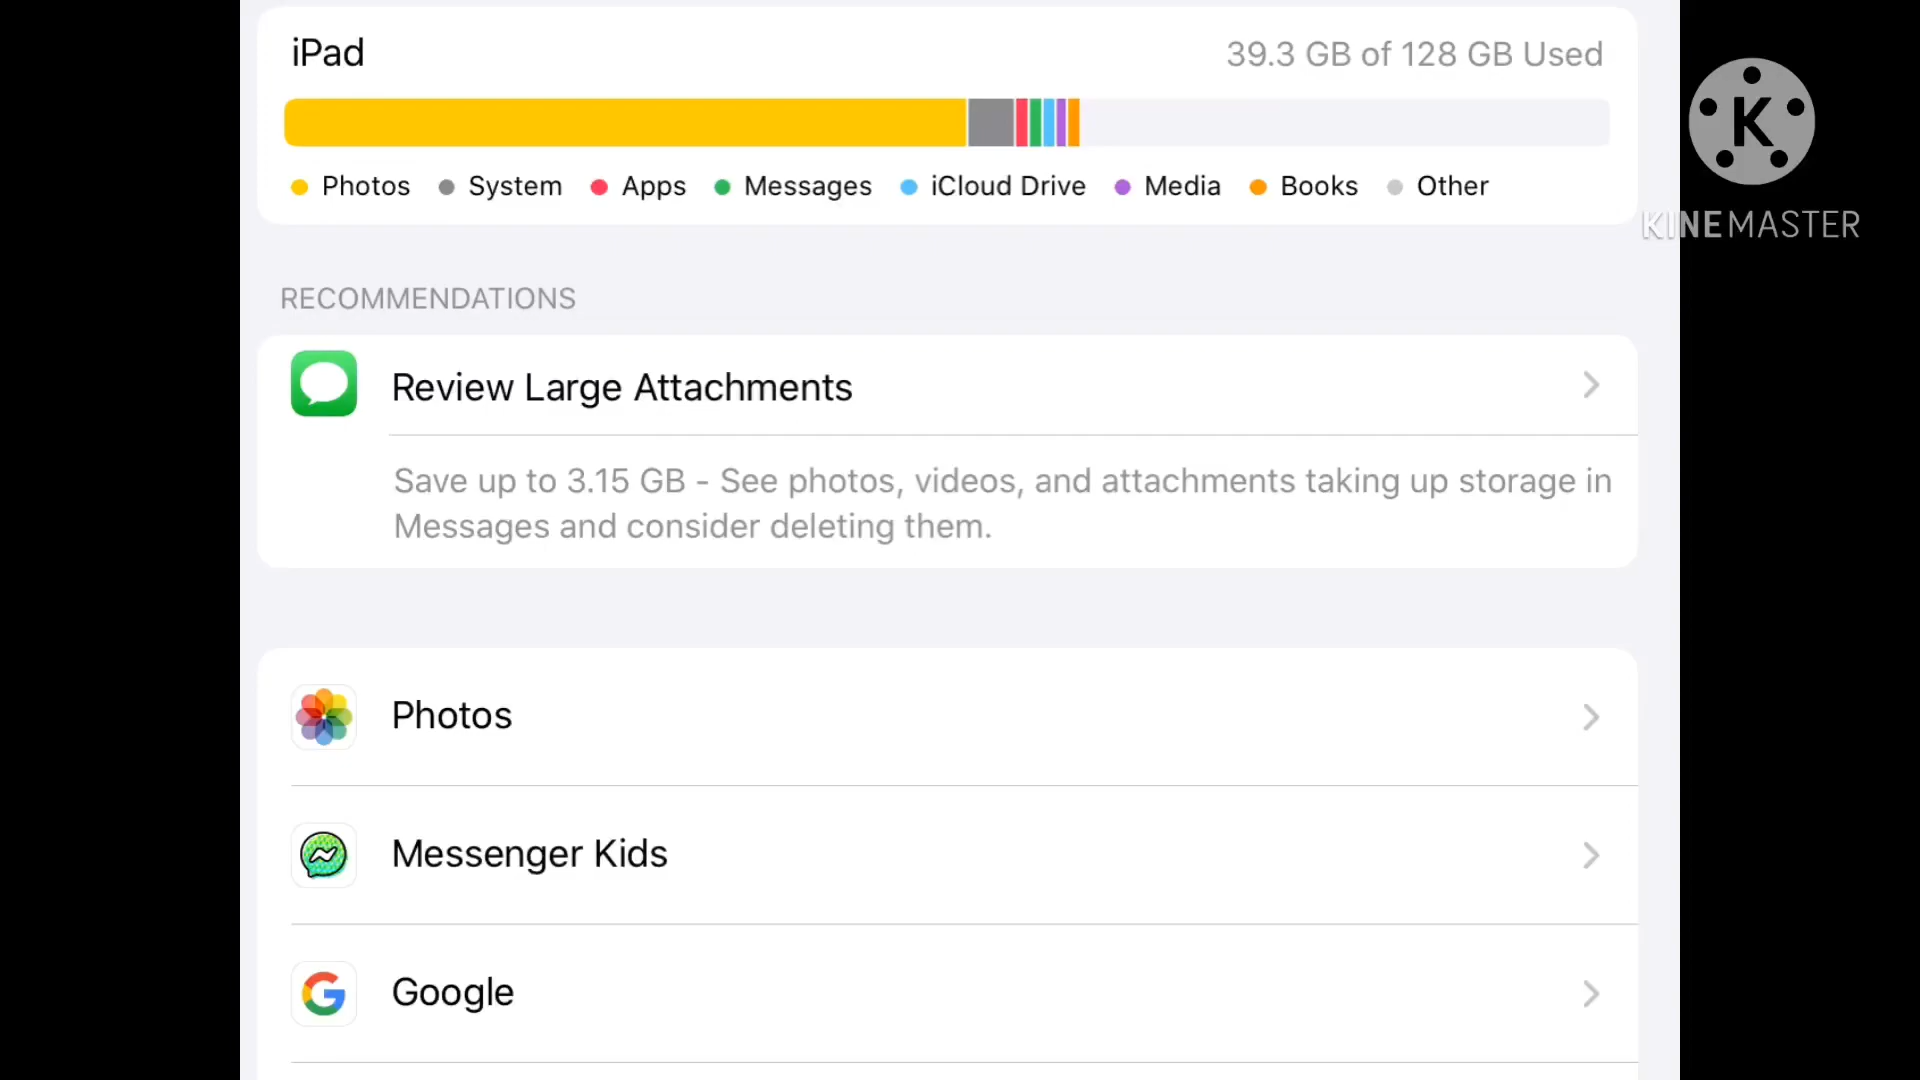 iPad
39.3 GB of 128 GB Used
Photos System Apps Messages iCloud Drive Media Books Other
K
KINEMASTER
RECOMMENDATIONS
Review Large Attachments
Save up to 3.15 GB - See photos, videos, and attachments taking up storage in
Messages and consider deleting them.
Photos
Messenger Kids
Google